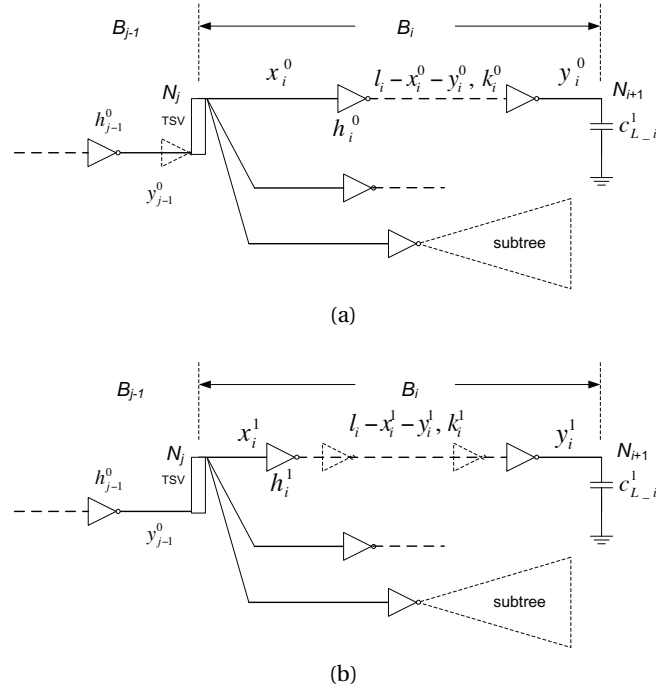 B_{j-1} B_i
x_i^0 l_i - x_i^0 - y_i^0, k_i^0 y_i^0
N_j N_{i+1}
h_{j-1}^0 TSV h_i^0 c_{L_i}^1
y_{j-1}^0
subtree
(a)
B_{j-1} B_i
x_i^1 l_i - x_i^1 - y_i^1, k_i^1 y_i^1
N_j N_{i+1}
h_{j-1}^0 TSV h_i^1 c_{L_i}^1
y_{j-1}^0
subtree
(b)